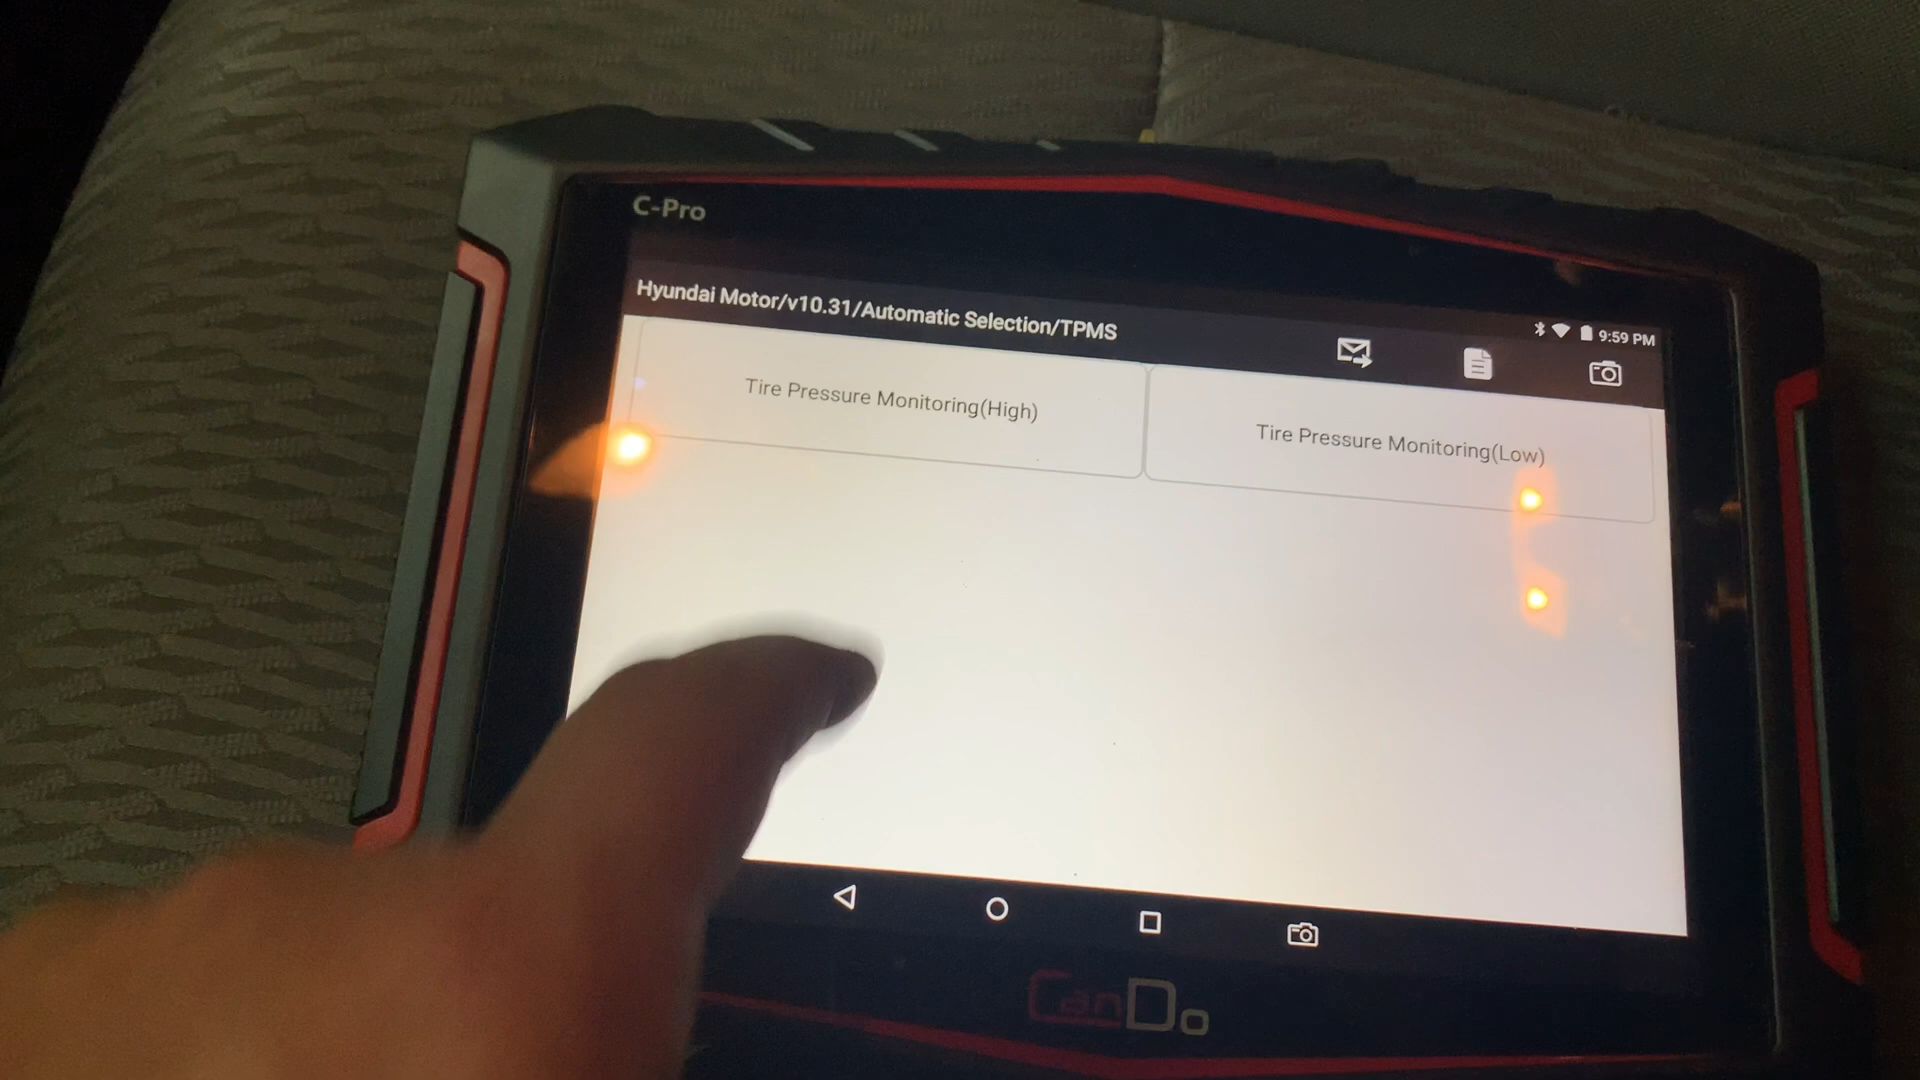 C-Pro
Hyundai Motor/v10.31/Automatic Selection/TPMS
9:59 PM
Tire Pressure Monitoring(High)
Tire Pressure Monitoring(Low)
CanDo